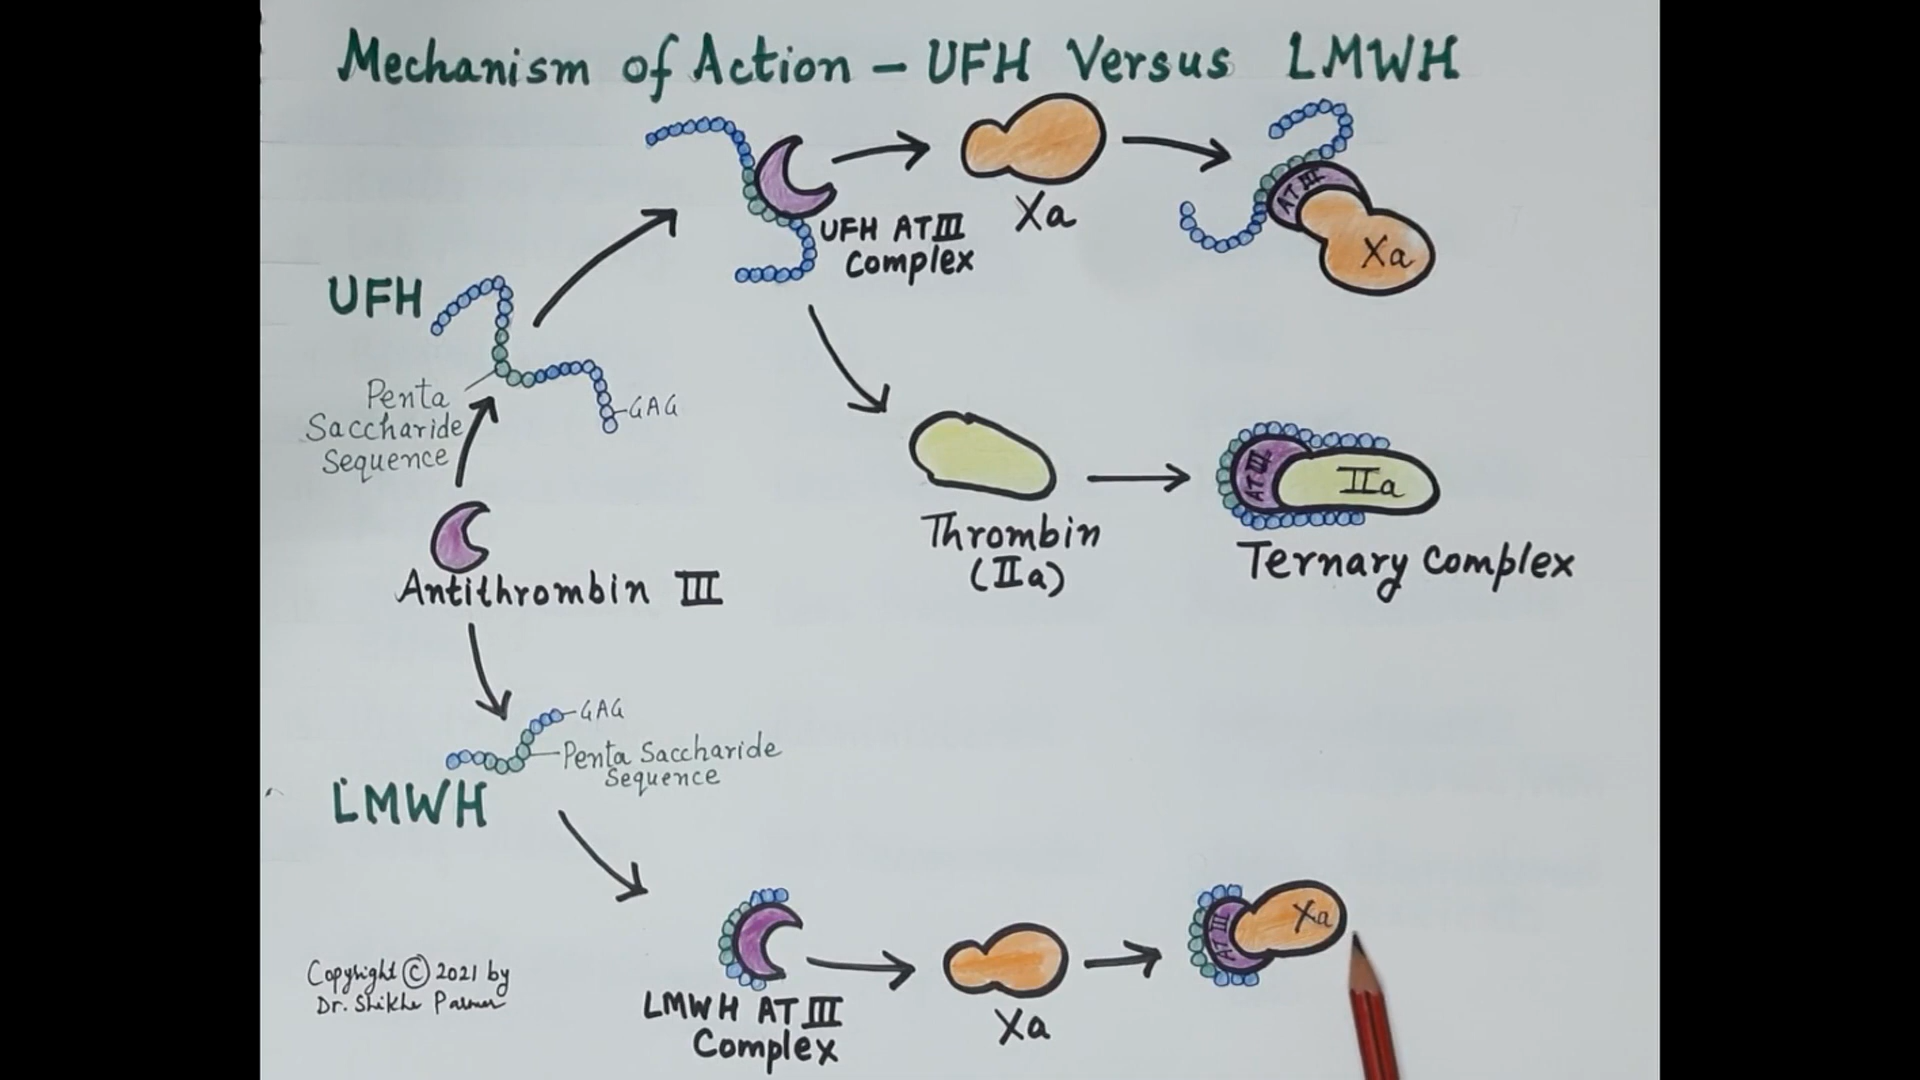 Mechanism of Action – UFH Versus LMWH
UFH AT III
Complex
Xa
AT III
Xa
UFH
Penta
Saccharide
Sequence
GAG
Antithrombin III
Thrombin
(IIa)
AT III
IIa
Ternary Complex
GAG
Penta Saccharide
Sequence
LMWH
LMWH AT III
Complex
Xa
AT III
Xa
Copyright © 2021 by
Dr. Shikha Parmar